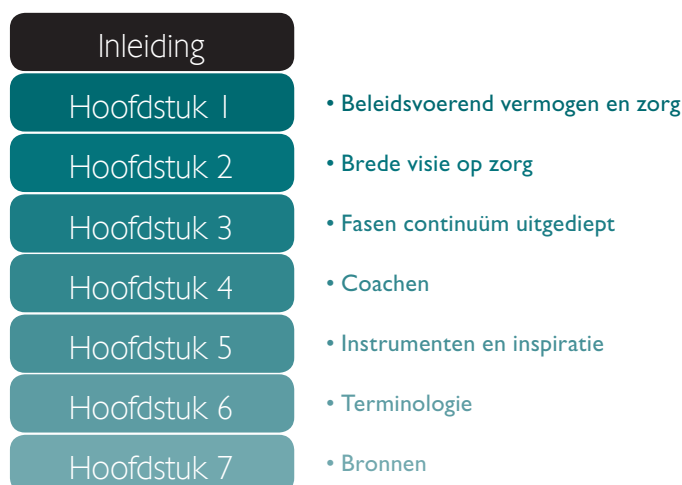 Inleiding
Hoofdstuk 1 • Beleidsvoerend vermogen en zorg
Hoofdstuk 2 • Brede visie op zorg
Hoofdstuk 3 • Fasen continuüm uitgediept
Hoofdstuk 4 • Coachen
Hoofdstuk 5 • Instrumenten en inspiratie
Hoofdstuk 6 • Terminologie
Hoofdstuk 7 • Bronnen